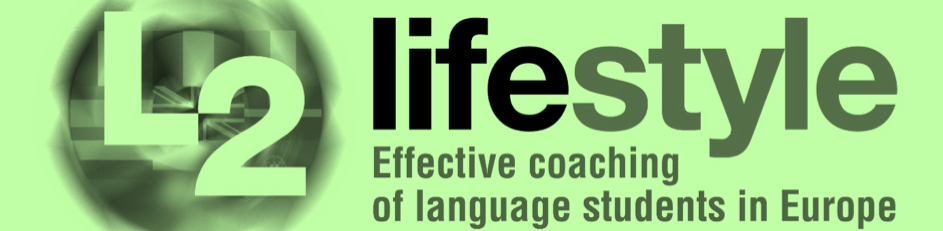 L2
lifestyle
Effective coaching
of language students in Europe